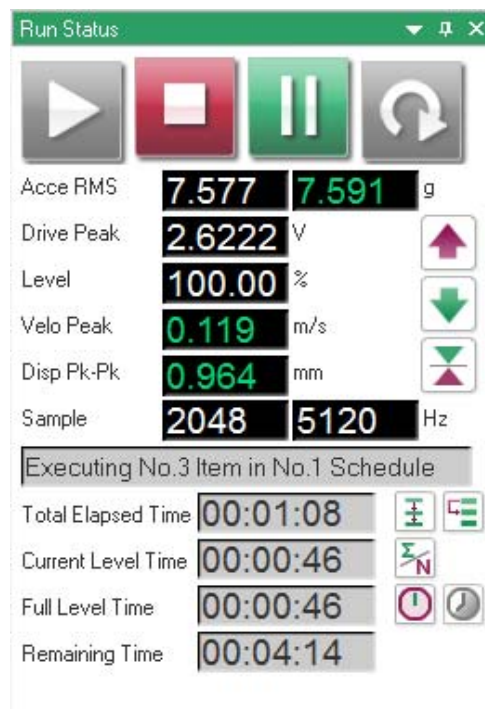 Run Status
Acce RMS 7.577 7.591 g
Drive Peak 2.6222 V
Level 100.00 %
Velo Peak 0.119 m/s
Disp Pk-Pk 0.964 mm
Sample 2048 5120 Hz
Executing No.3 Item in No.1 Schedule
Total Elapsed Time 00:01:08
Current Level Time 00:00:46 Σ/N
Full Level Time 00:00:46
Remaining Time 00:04:14